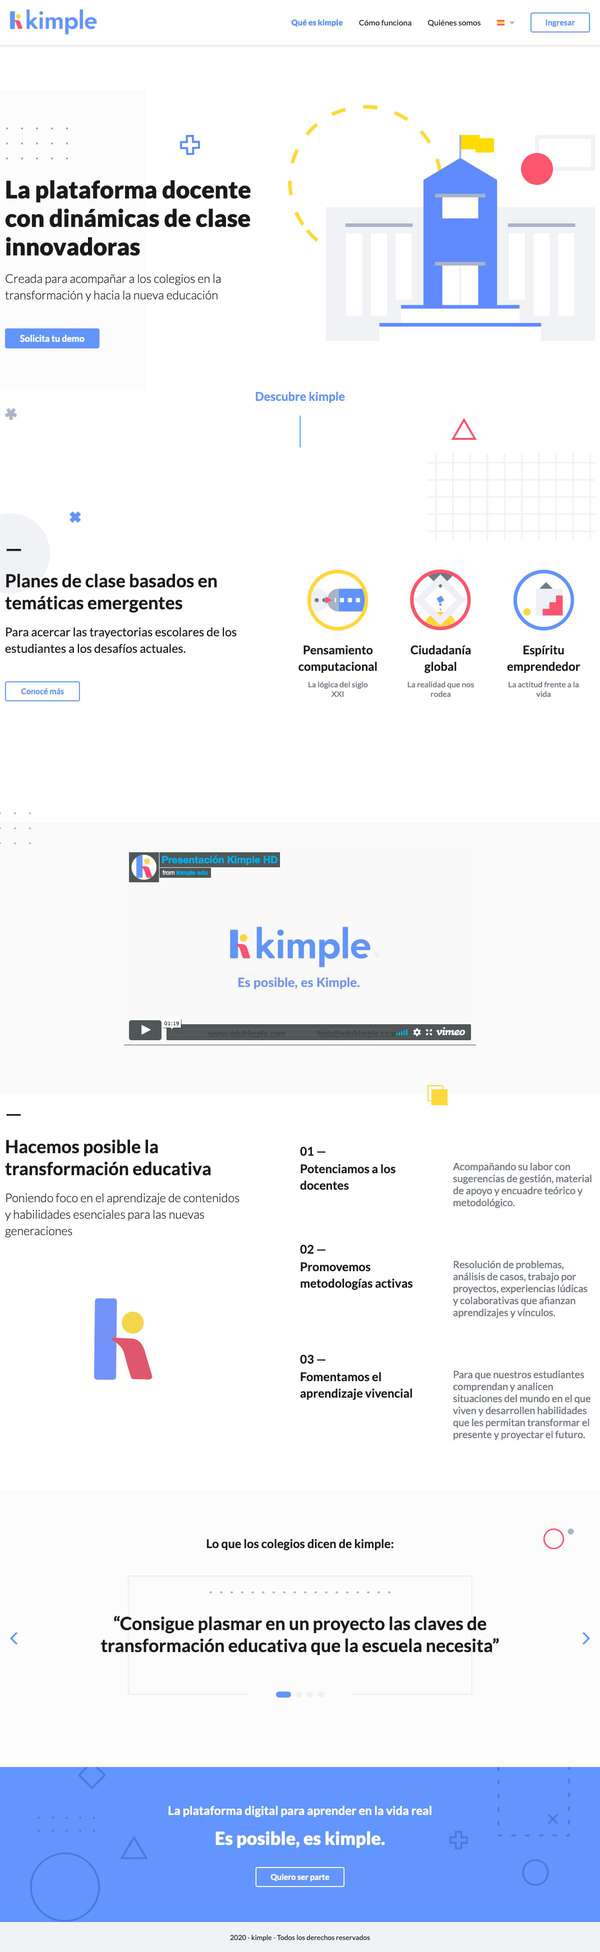 kimple
Qué es kimple
Cómo funciona
Quiénes somos
Ingresar
La plataforma docente
con dinámicas de clase
innovadoras
Creada para acompañar a los colegios en la
transformación y hacia la nueva educación
Solicita tu demo
Descubre kimple
Planes de clase basados en
temáticas emergentes
Para acercar las trayectorias escolares de los
estudiantes a los desafíos actuales.
Conocé más
Pensamiento
computacional
La lógica del siglo
XXI
Ciudadanía
global
La realidad que nos
rodea
Espíritu
emprendedor
La actitud frente a la
vida
Presentación Kimple HD
from kimple edu
kimple
Es posible, es Kimple.
01:19
vimeo
Hacemos posible la
transformación educativa
Poniendo foco en el aprendizaje de contenidos
y habilidades esenciales para las nuevas
generaciones
01 —
Potenciamos a los
docentes
Acompañando su labor con
sugerencias de gestión, material
de apoyo y encuadre teórico y
metodológico.
02 —
Promovemos
metodologías activas
Resolución de problemas,
análisis de casos, trabajo por
proyectos, experiencias lúdicas
y colaborativas que afianzan
aprendizajes y vínculos.
03 —
Fomentamos el
aprendizaje vivencial
Para que nuestros estudiantes
comprendan y analicen
situaciones del mundo en el que
viven y desarrollen habilidades
que les permitan transformar el
presente y proyectar el futuro.
Lo que los colegios dicen de kimple:
“Consigue plasmar en un proyecto las claves de
transformación educativa que la escuela necesita”
La plataforma digital para aprender en la vida real
Es posible, es kimple.
Quiero ser parte
2020 - kimple - Todos los derechos reservados